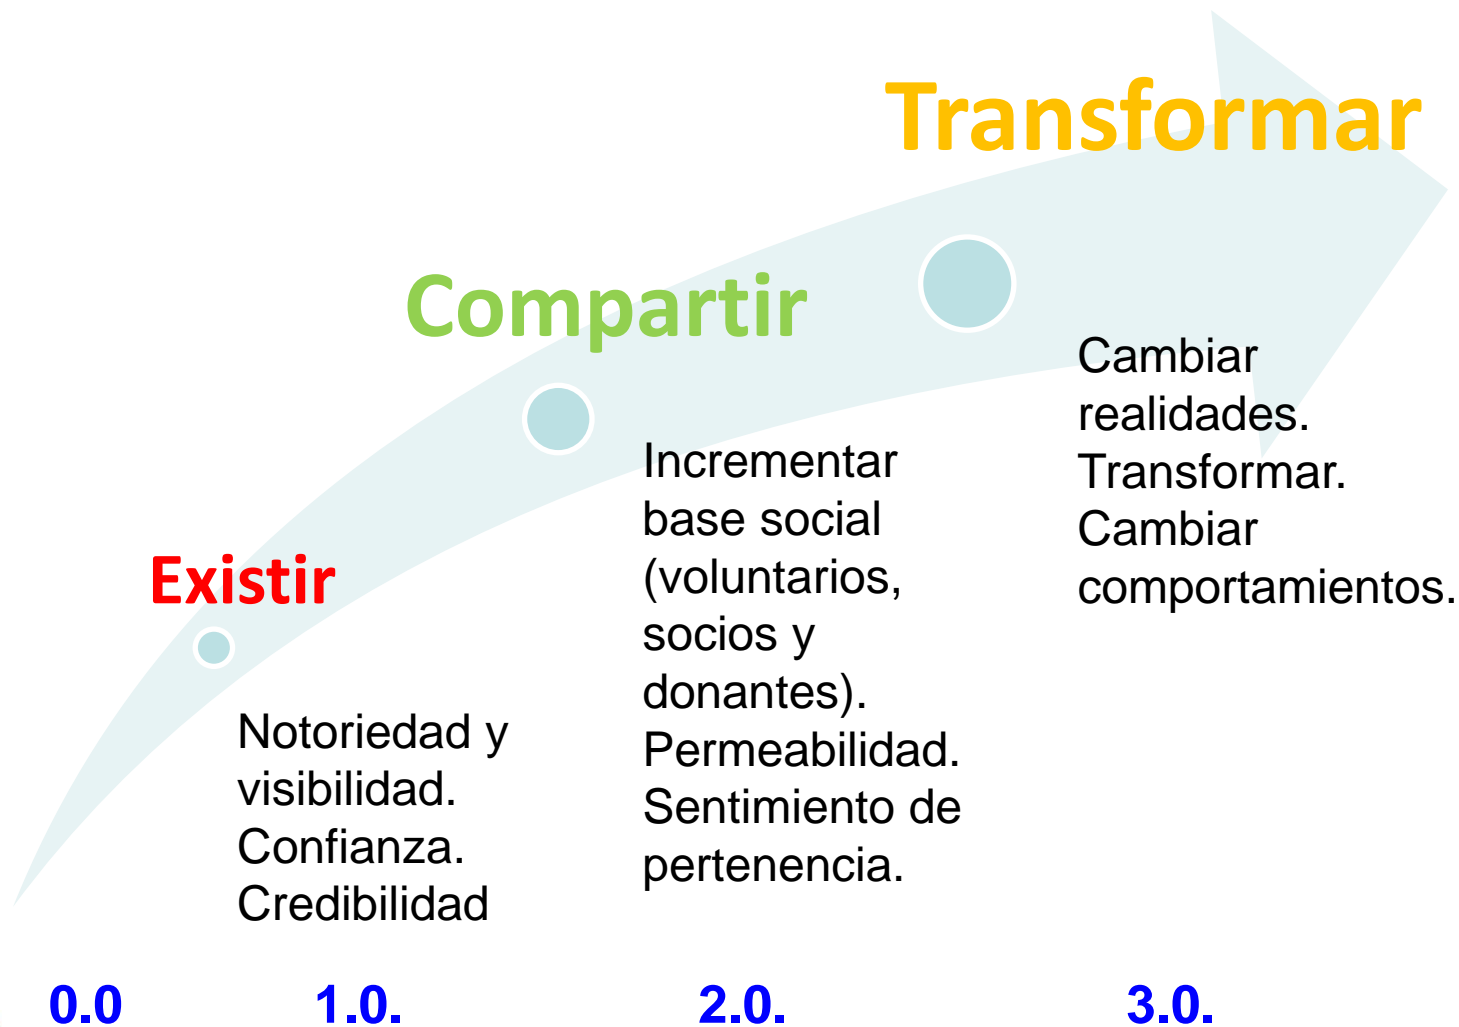 Transformar
Compartir
Existir
Cambiar
realidades.
Transformar.
Cambiar
comportamientos.
Incrementar
base social
(voluntarios,
socios y
donantes).
Permeabilidad.
Sentimiento de
pertenencia.
Notoriedad y
visibilidad.
Confianza.
Credibilidad
0.0
1.0.
2.0.
3.0.